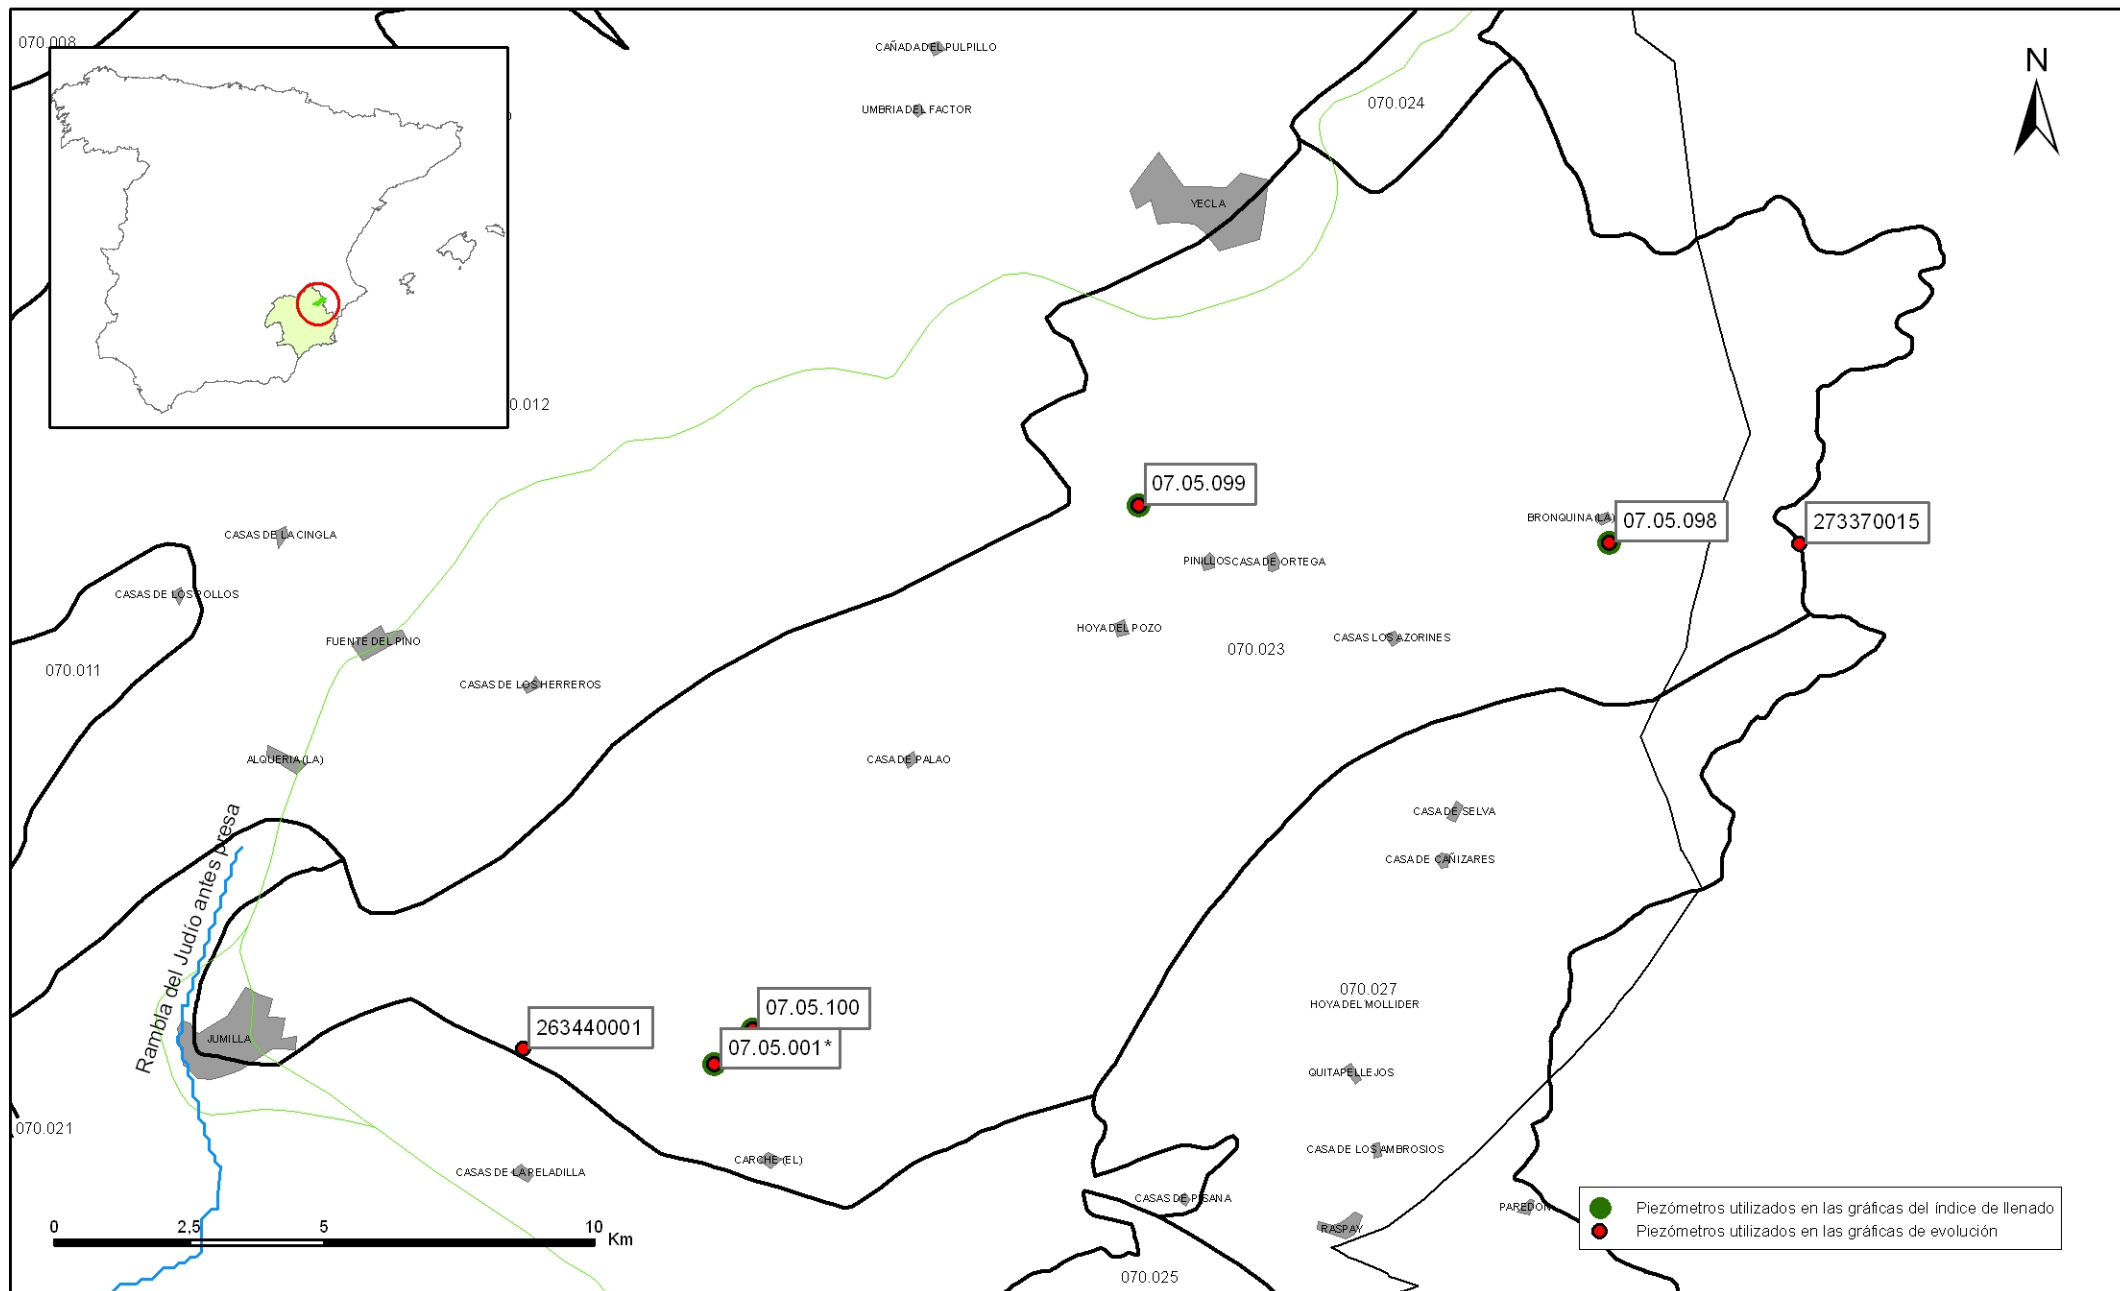 070.008
CAÑADA DEL PULPILLO
N
UMBRIA DEL FACTOR
070.024
YECLA
0.012
07.05.099
07.05.098
273370015
BRONQUINA (LA)
CASAS DE LA CINGLA
PINILLOS
CASA DE ORTEGA
CASAS DE LOS POLLOS
HOYA DEL POZO
CASAS LOS AZORINES
FUENTE DEL PINO
070.023
070.011
CASAS DE LOS HERREROS
ALQUERIA (LA)
CASA DE PALAO
CASA DE SELVA
CASA DE CAÑIZARES
Rambla del Judío antes presa
070.027
HOYA DEL MOLLIDER
07.05.100
263440001
07.05.001*
JUMILLA
QUITAPELLEJOS
070.021
CASA DE LOS AMBROSIOS
CARCHE (EL)
CASAS DE LA PELADILLA
CASAS DE PISANA
PAREDON
RASPAY
0 2,5 5 10
Km
070.025
Piezómetros utilizados en las gráficas del índice de llenado
Piezómetros utilizados en las gráficas de evolución